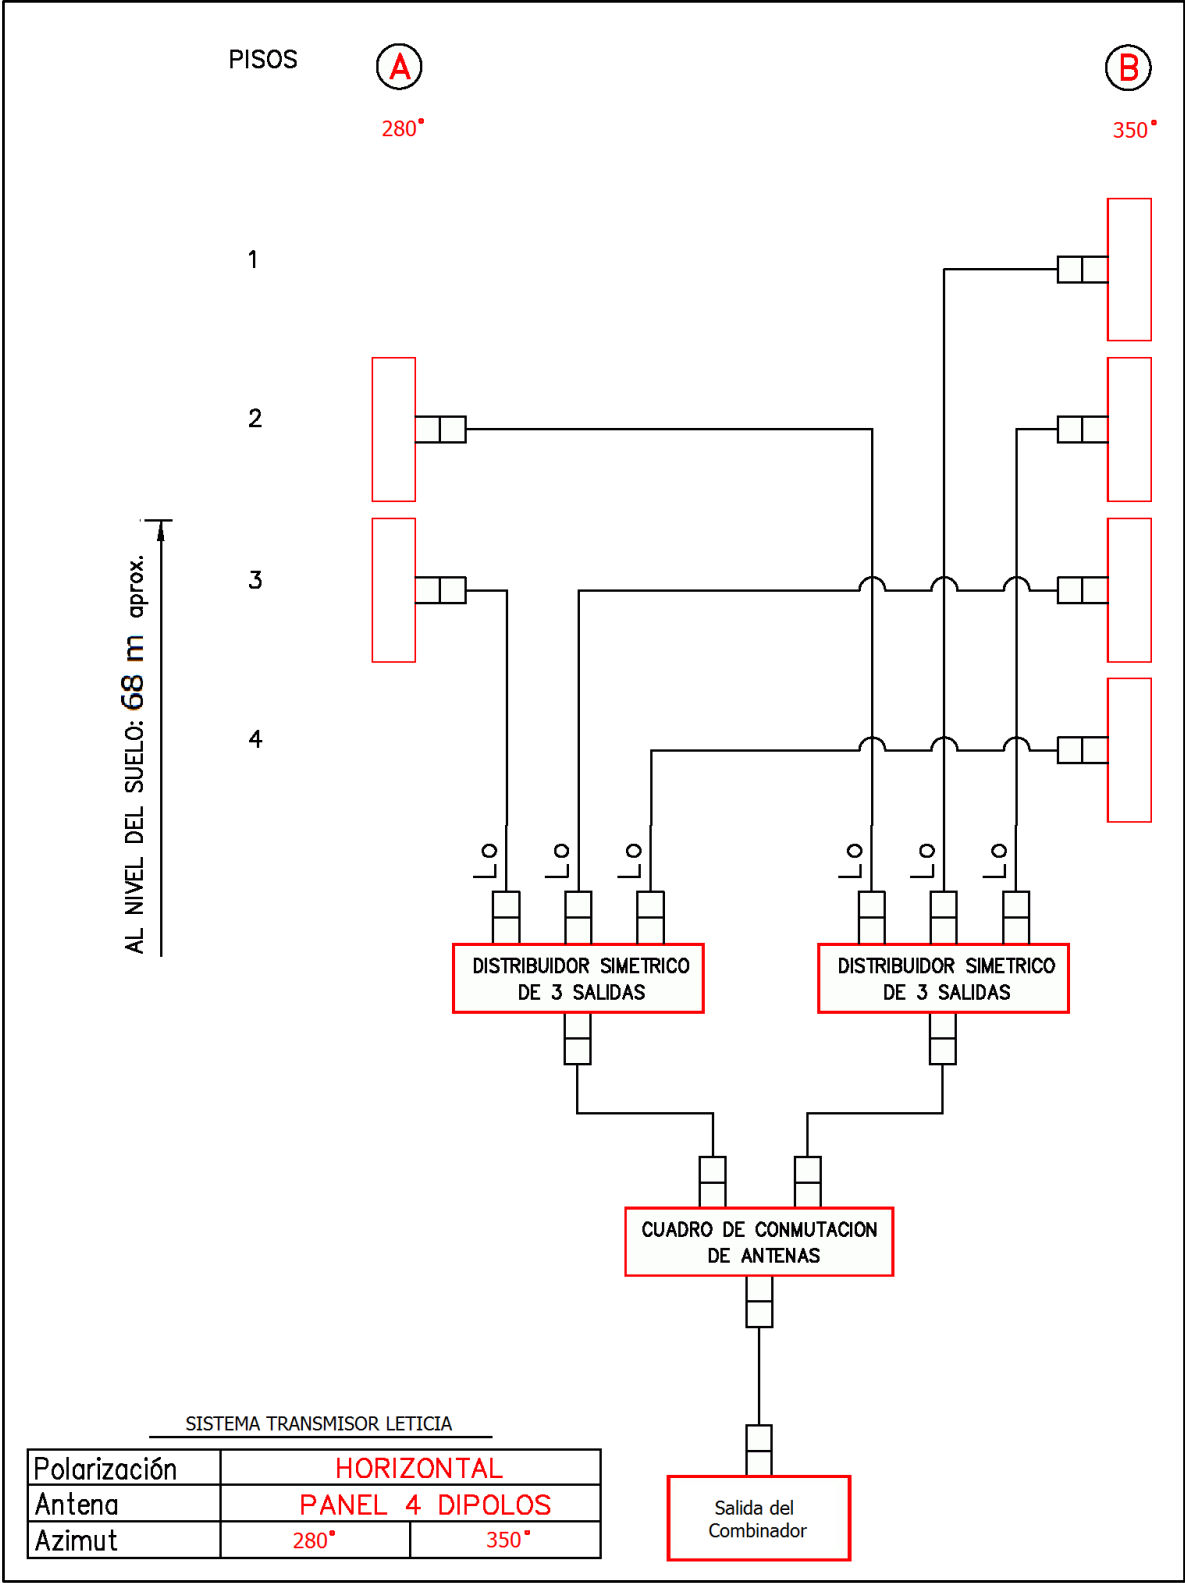 PISOS
A
B
280°
350°
1
2
3
4
AL NIVEL DEL SUELO: 68 m aprox.
LO
LO
LO
LO
LO
LO
DISTRIBUIDOR SIMETRICO
DE 3 SALIDAS
DISTRIBUIDOR SIMETRICO
DE 3 SALIDAS
CUADRO DE CONMUTACION
DE ANTENAS
Salida del
Combinador
SISTEMA TRANSMISOR LETICIA
Polarización HORIZONTAL
Antena PANEL 4 DIPOLOS
Azimut 280° 350°